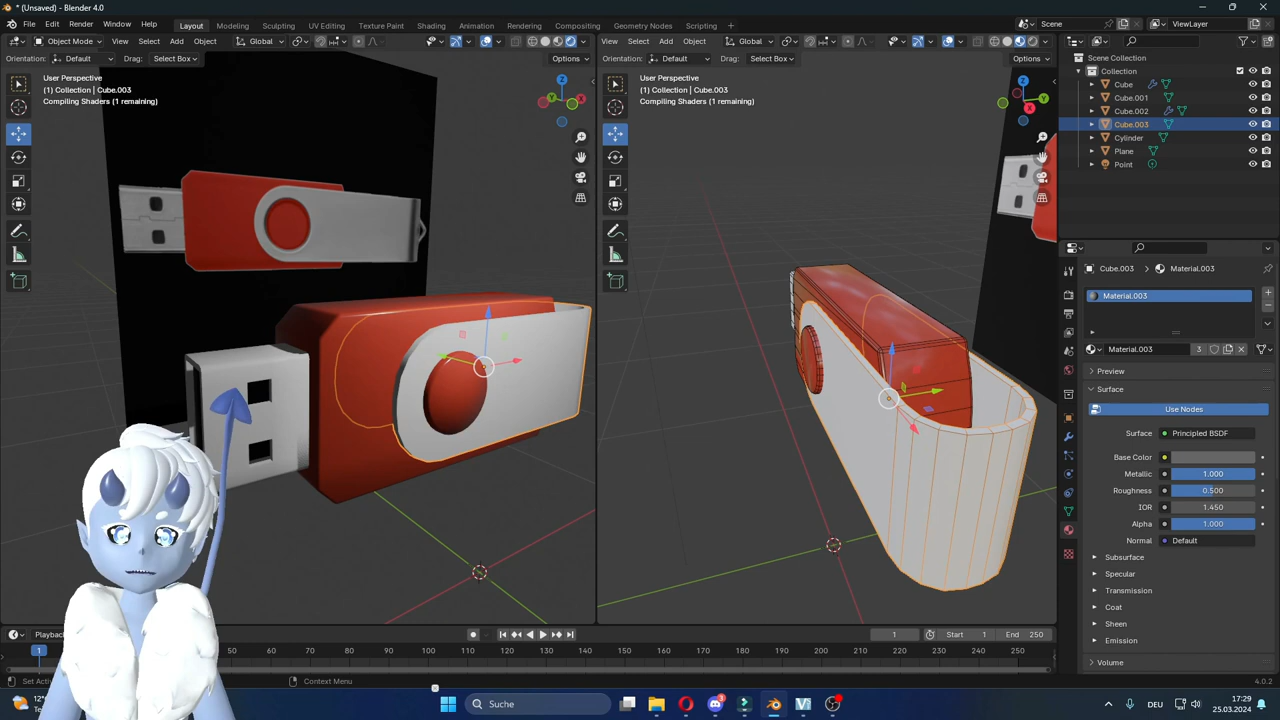 * (Unsaved) - Blender 4.0
File Edit Render Window Help
Layout Modeling Sculpting UV Editing Texture Paint Shading Animation Rendering Compositing Geometry Nodes Scripting +
Scene
ViewLayer
Object Mode View Select Add Object Global
View Select Add Object Global
Orientation: Default Drag: Select Box Options
Orientation: Default Drag: Select Box Options
User Perspective
(1) Collection | Cube.003
Compiling Shaders (1 remaining)
Z
X
User Perspective
(1) Collection | Cube.003
Compiling Shaders (1 remaining)
Z
Y
X
Scene Collection
Collection
Cube
Cube.001
Cube.002
Cube.003
Cylinder
Plane
Point
Cube.003 > Material.003
Material.003
Material.003 3
Preview
Surface
Use Nodes
Surface Principled BSDF
Base Color
Metallic 1.000
Roughness 0.500
IOR 1.450
Alpha 1.000
Normal Default
Subsurface
Specular
Transmission
Coat
Sheen
Emission
Volume
Playback
1 Start 1 End 250
1 50 60 70 80 90 100 110 120 130 140 150 160 170 180 190 200 210 220 230 240 250
Set Active
Context Menu
4.0.2
Suche
3
DEU
17:29
25.03.2024